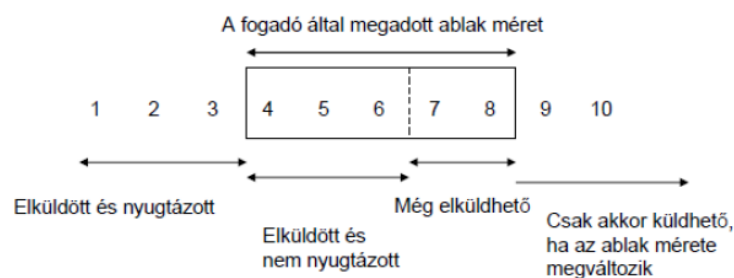 A fogadó által megadott ablak méret
1 2 3 4 5 6 7 8 9 10
Elküldött és nyugtázott
Elküldött és
nem nyugtázott
Még elküldhető
Csak akkor küldhető,
ha az ablak mérete
megváltozik